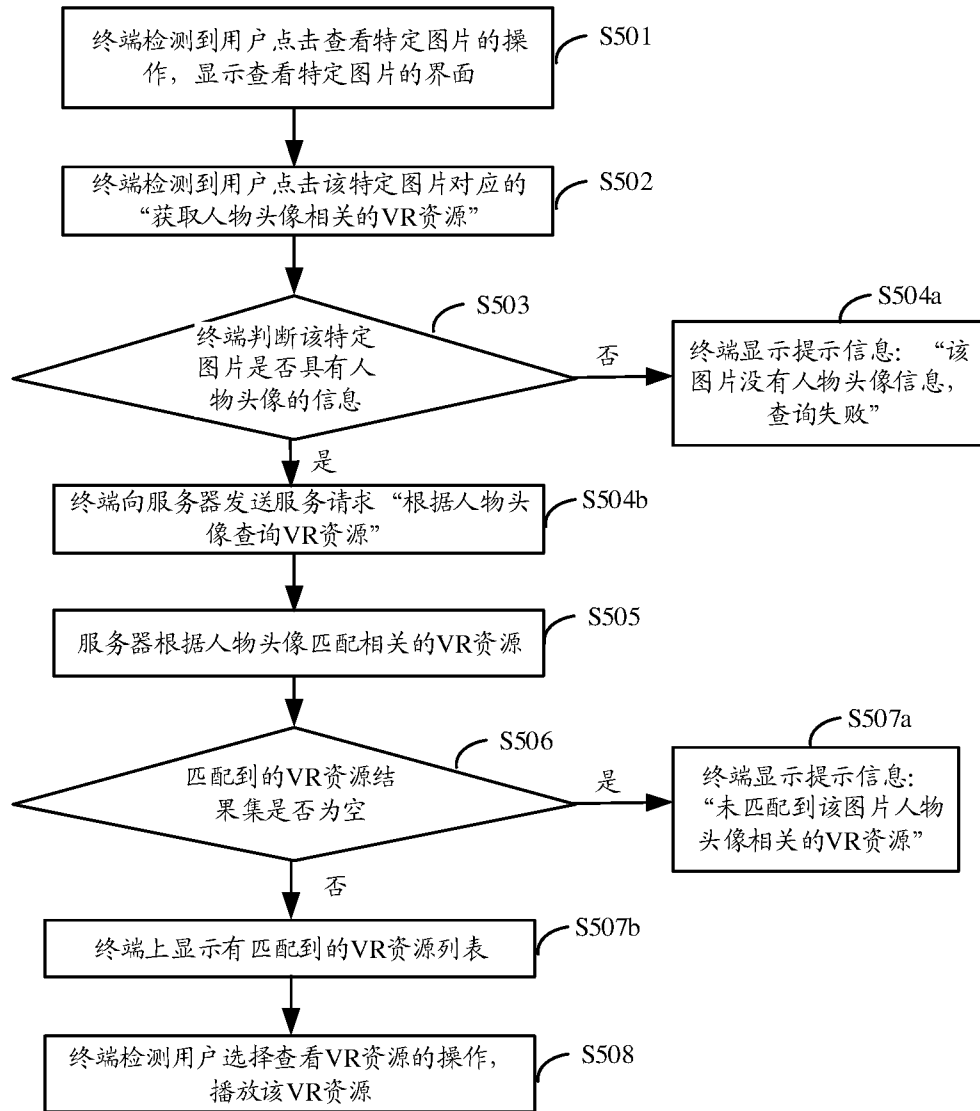 终端检测到用户点击查看特定图片的操
作，显示查看特定图片的界面
S501
终端检测到用户点击该特定图片对应的
“获取人物头像相关的VR资源”
S502
终端判断该特定
图片是否具有人
物头像的信息
S503
否
终端显示提示信息：“该
图片没有人物头像信息，
查询失败”
S504a
是
终端向服务器发送服务请求“根据人物头
像查询VR资源”
S504b
服务器根据人物头像匹配相关的VR资源
S505
匹配到的VR资源结
果集是否为空
S506
是
终端显示提示信息：
“未匹配到该图片人物
头像相关的VR资源”
S507a
否
终端上显示有匹配到的VR资源列表
S507b
终端检测用户选择查看VR资源的操作，
播放该VR资源
S508